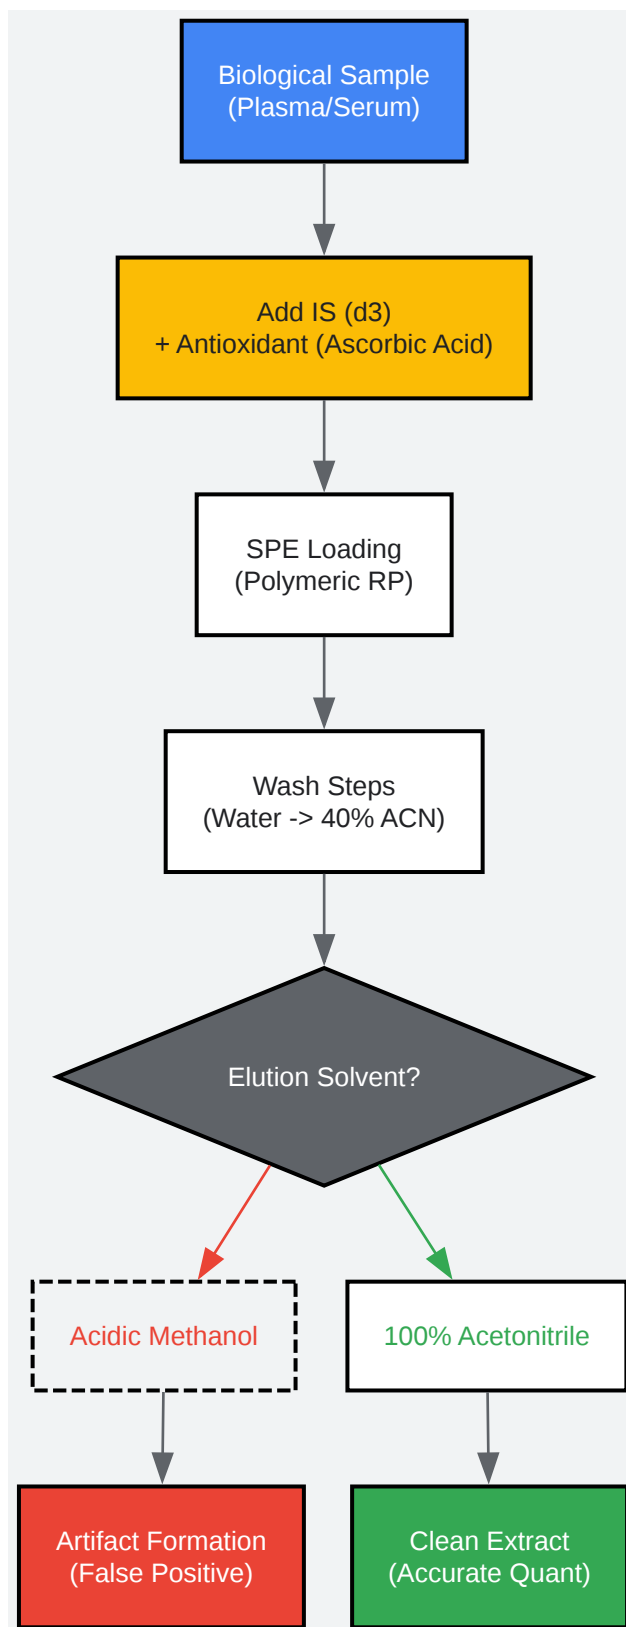 Biological Sample
(Plasma/Serum)
Add IS (d3)
+ Antioxidant (Ascorbic Acid)
SPE Loading
(Polymeric RP)
Wash Steps
(Water -> 40% ACN)
Elution Solvent?
Acidic Methanol
100% Acetonitrile
Artifact Formation
(False Positive)
Clean Extract
(Accurate Quant)